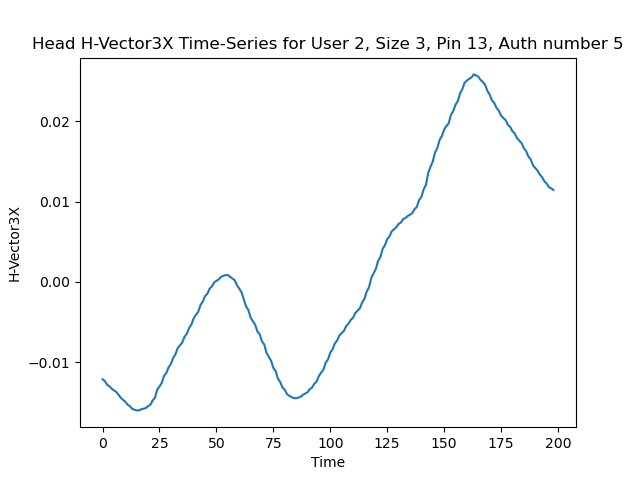 Head H-Vector3X Time-Series for User 2, Size 3, Pin 13, Auth number 5
H-Vector3X
0.02
0.01
0.00
−0.01
0 25 50 75 100 125 150 175 200
Time